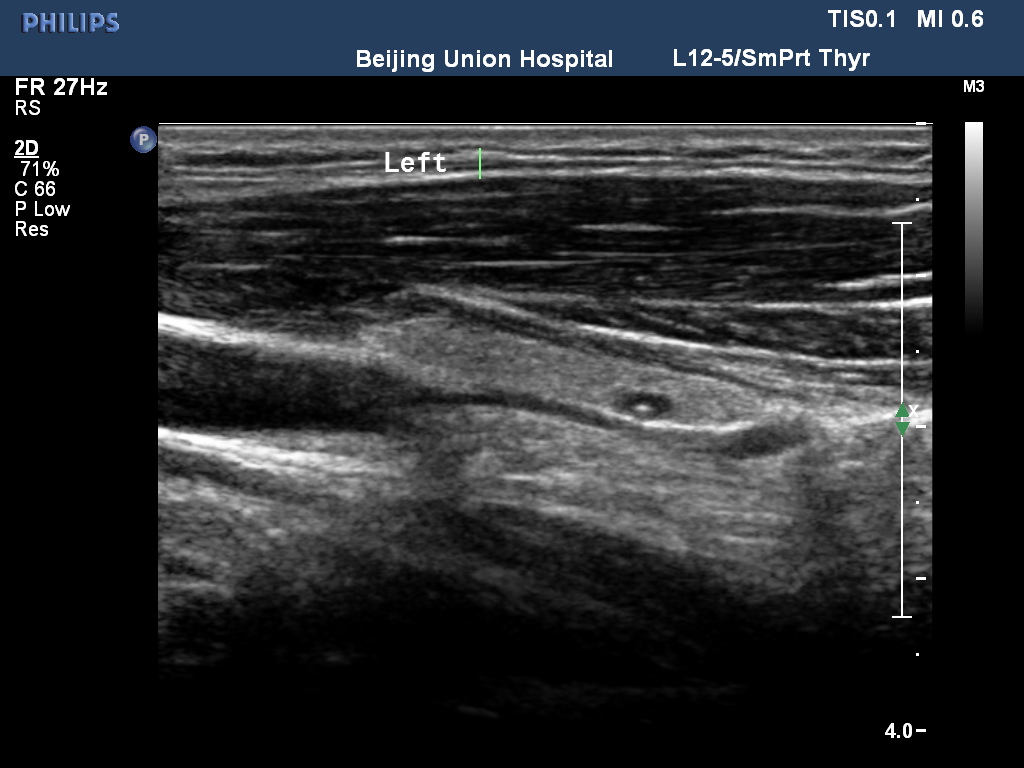 PHILIPS
TIS0.1 MI 0.6
Beijing Union Hospital L12-5/SmPrt Thyr
FR 27Hz
RS
M3
P
2D
71%
C 66
P Low
Res
Left
x
4.0